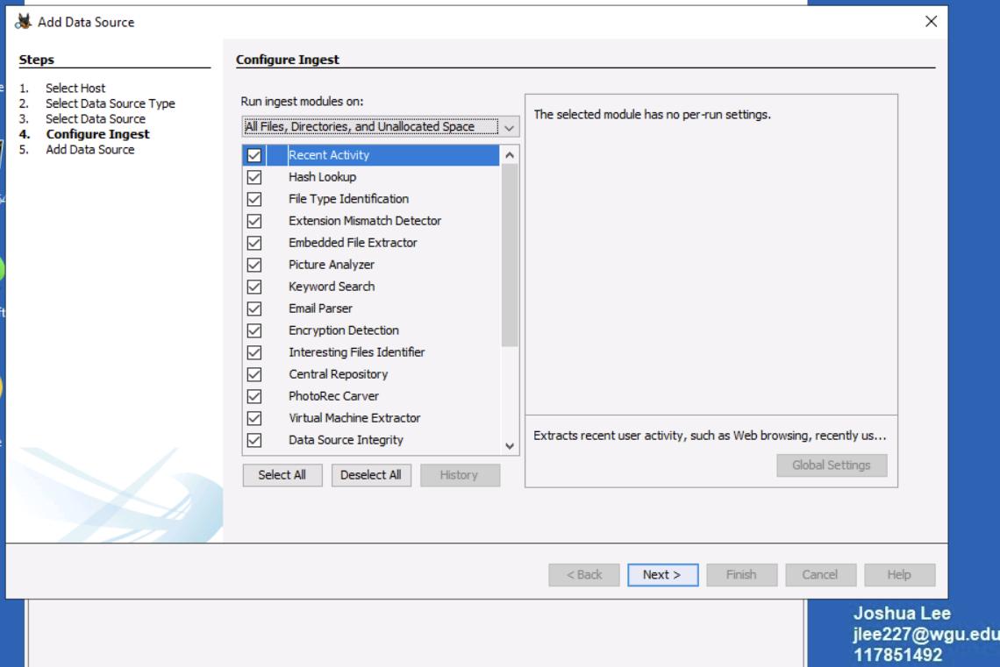 Add Data Source
Steps
1. Select Host
2. Select Data Source Type
3. Select Data Source
4. Configure Ingest
5. Add Data Source
Configure Ingest
Run ingest modules on:
All Files, Directories, and Unallocated Space
Recent Activity
Hash Lookup
File Type Identification
Extension Mismatch Detector
Embedded File Extractor
Picture Analyzer
Keyword Search
Email Parser
Encryption Detection
Interesting Files Identifier
Central Repository
PhotoRec Carver
Virtual Machine Extractor
Data Source Integrity
Select All Deselect All History
The selected module has no per-run settings.
Extracts recent user activity, such as Web browsing, recently us...
Global Settings
< Back Next > Finish Cancel Help
Joshua Lee
jlee227@wgu.edu
117851492